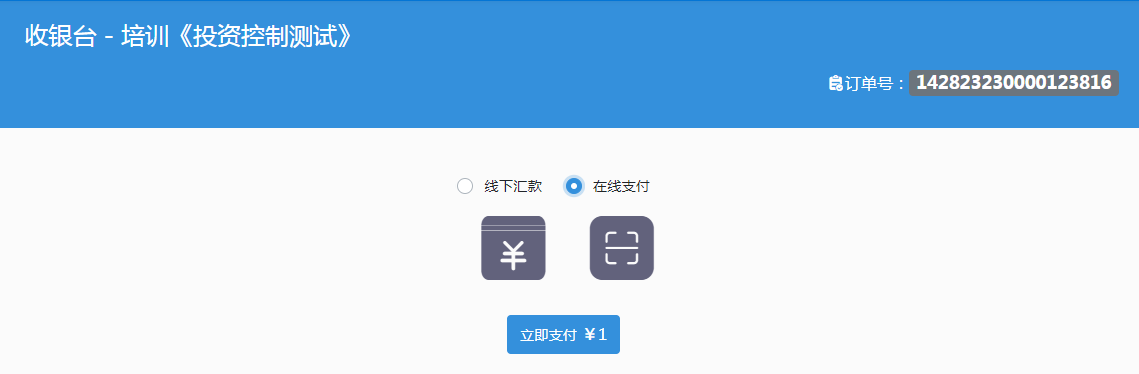 收银台 - 培训《投资控制测试》
订单号：142823230000123816
线下汇款 在线支付
¥
立即支付 ¥1